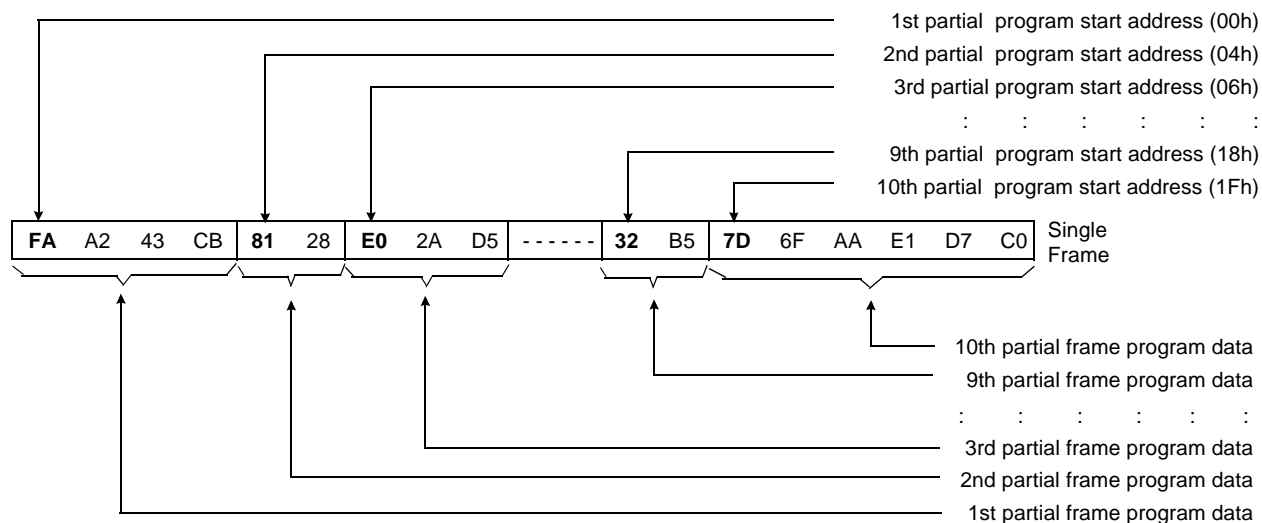 1st partial program start address (00h)
2nd partial program start address (04h)
3rd partial program start address (06h)
: : : : : :
9th partial program start address (18h)
10th partial program start address (1Fh)
FA A2 43 CB 81 28 E0 2A D5 - - - - - - 32 B5 7D 6F AA E1 D7 C0
Single
Frame
10th partial frame program data
9th partial frame program data
: : : : : :
3rd partial frame program data
2nd partial frame program data
1st partial frame program data